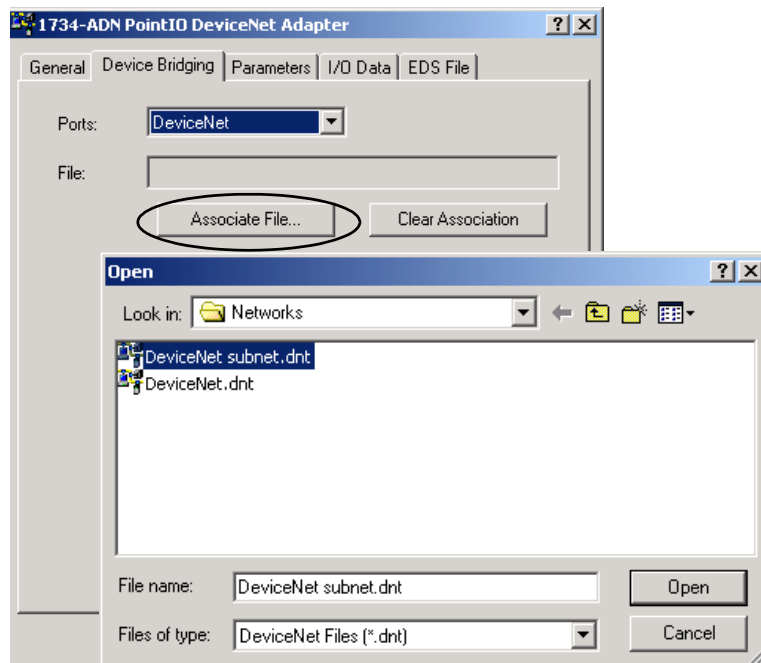 1734-ADN PointIO DeviceNet Adapter
General Device Bridging Parameters I/O Data EDS File
Ports: DeviceNet
File:
Associate File... Clear Association
Open
Look in: Networks
DeviceNet subnet.dnt
DeviceNet.dnt
File name: DeviceNet subnet.dnt Open
Files of type: DeviceNet Files (*.dnt) Cancel